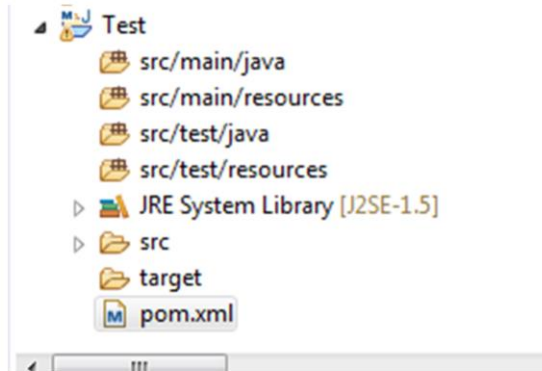 Test
src/main/java
src/main/resources
src/test/java
src/test/resources
JRE System Library [J2SE-1.5]
src
target
pom.xml